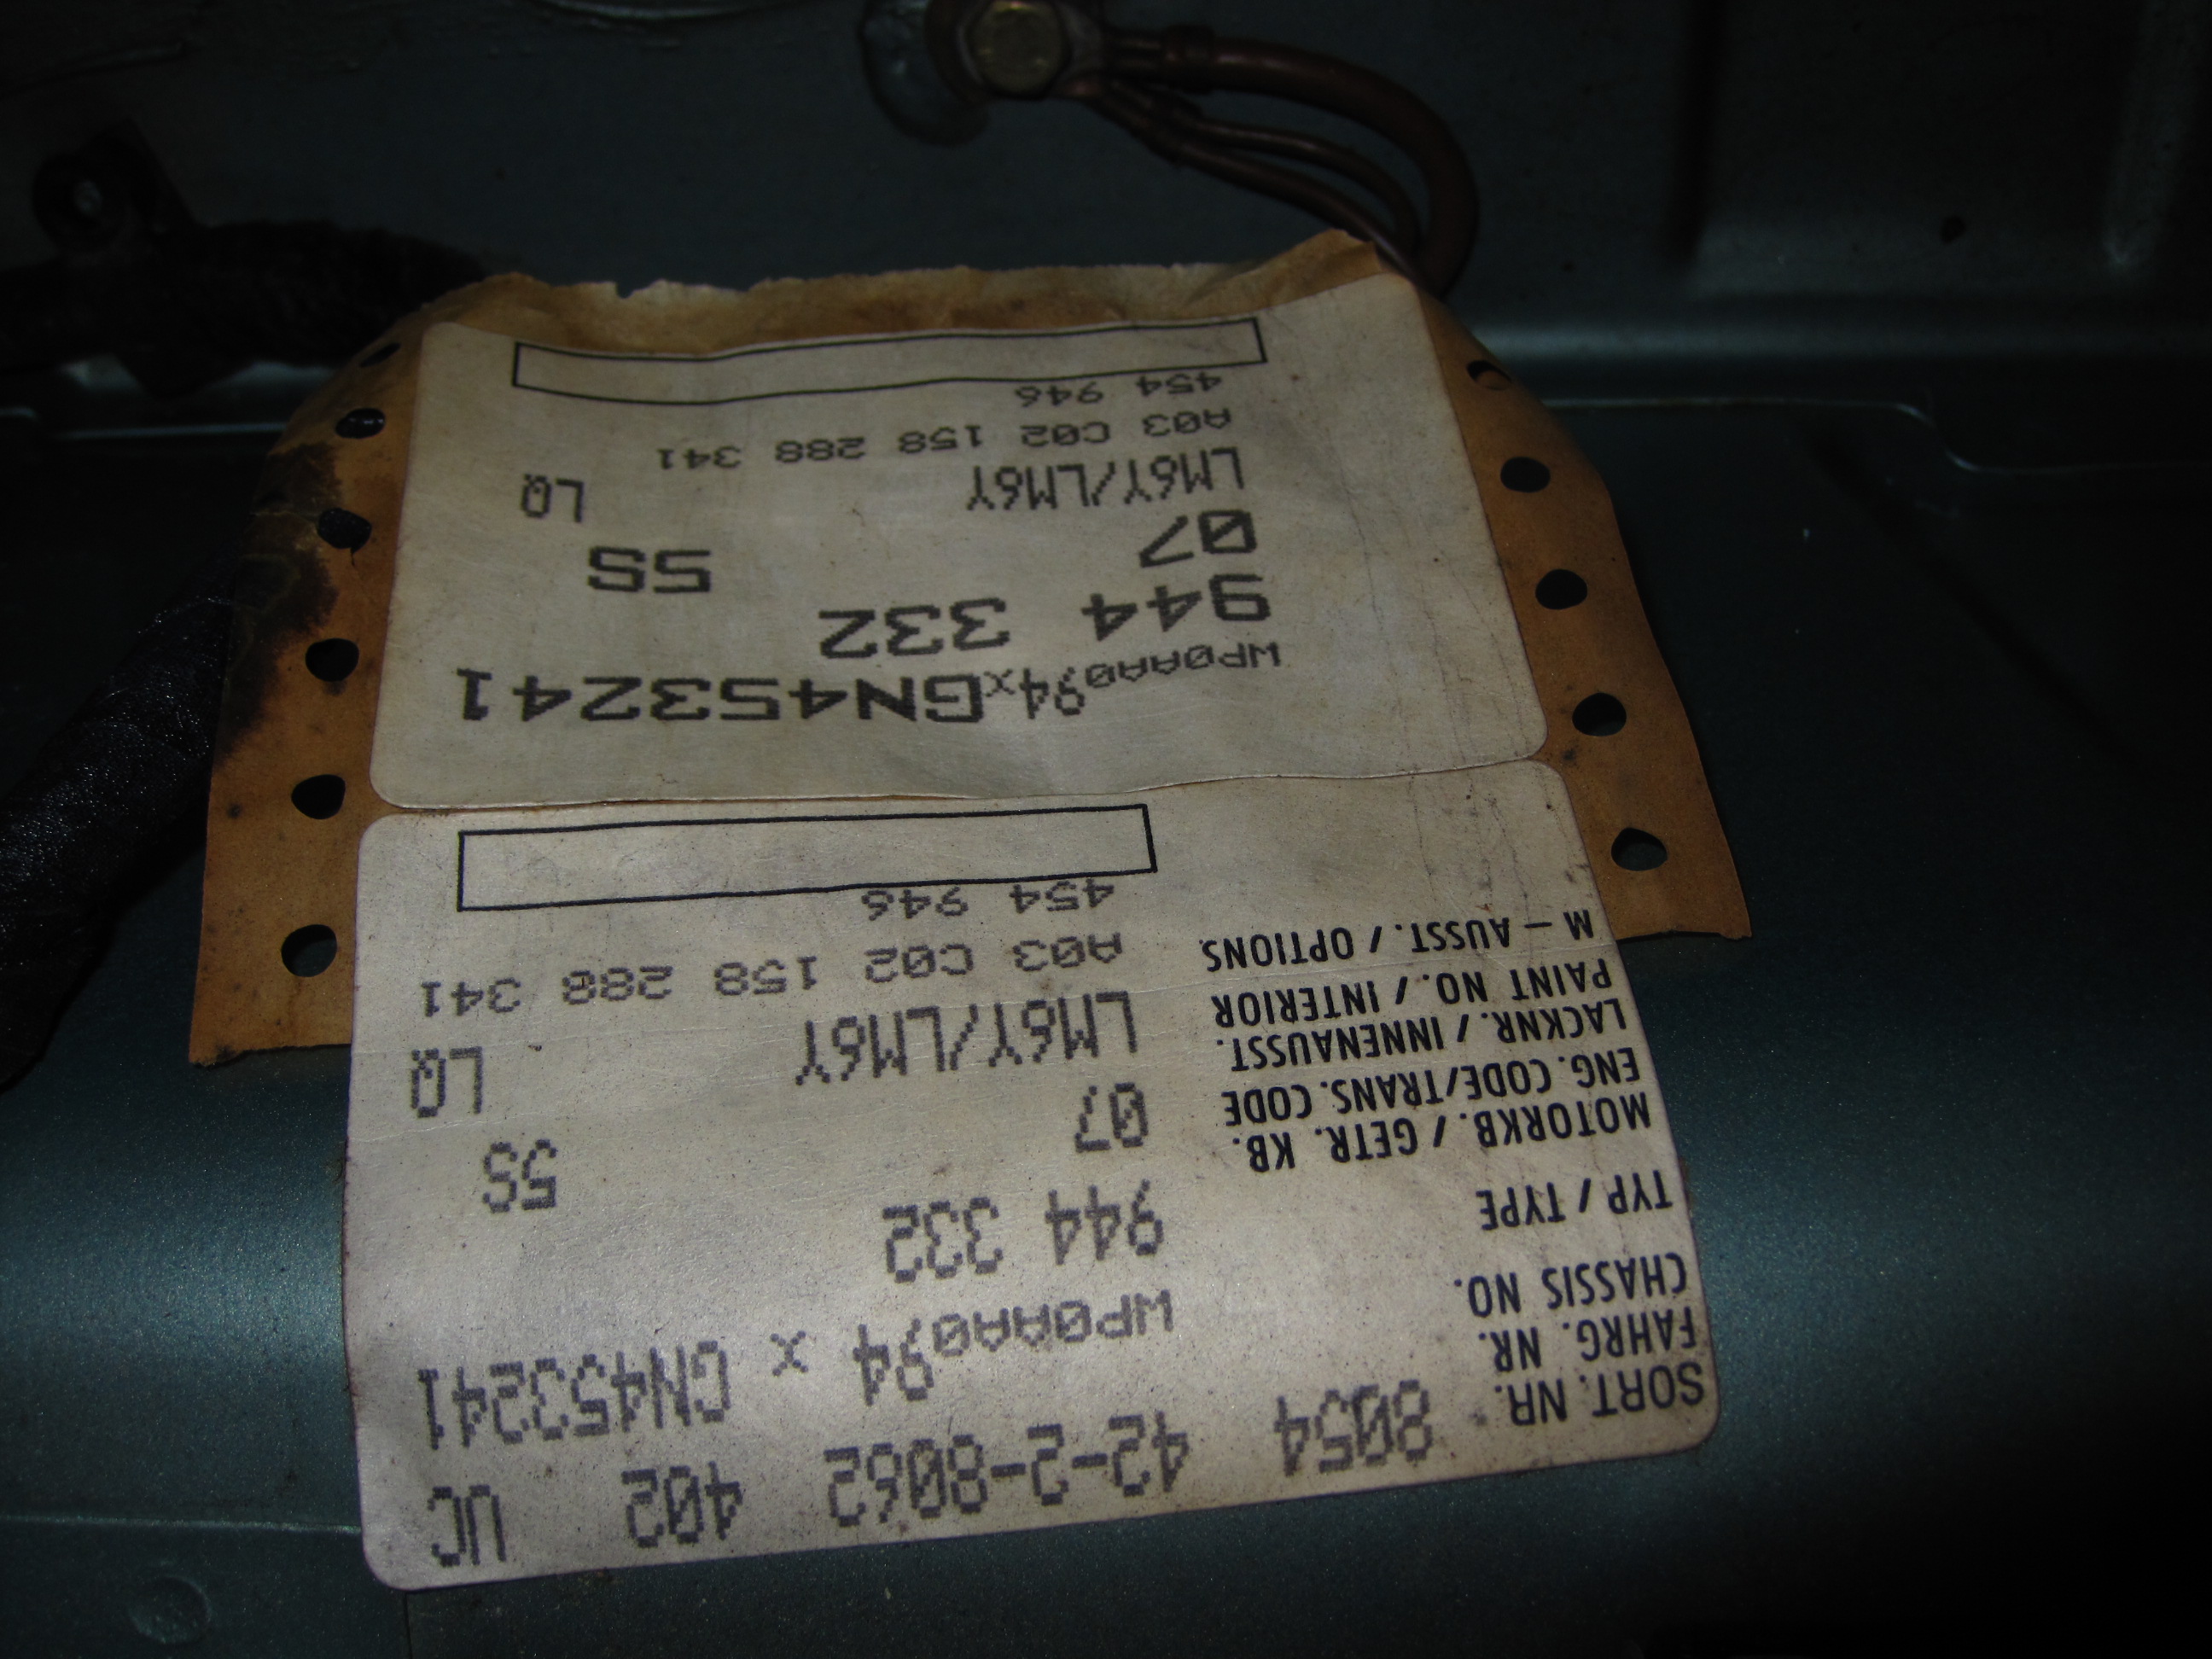 SORT. NR. 8054 42-2-8062 402 UC
FAHRG. NR.
CHASSIS NO. WP0AA094 x GN453241
TYP / TYPE 944 332
MOTORKB. / GETR. KB.
ENG. CODE/TRANS. CODE 07 5S
LACKNR. / INNENAUSST.
PAINT NO. / INTERIOR LM6Y/LM6Y LQ
M – AUSST. / OPTIONS A03 C02 158 288 341
454 946
WP0AA094xGN453241
944 332
07 5S
LM6Y/LM6Y LQ
A03 C02 158 288 341
454 946